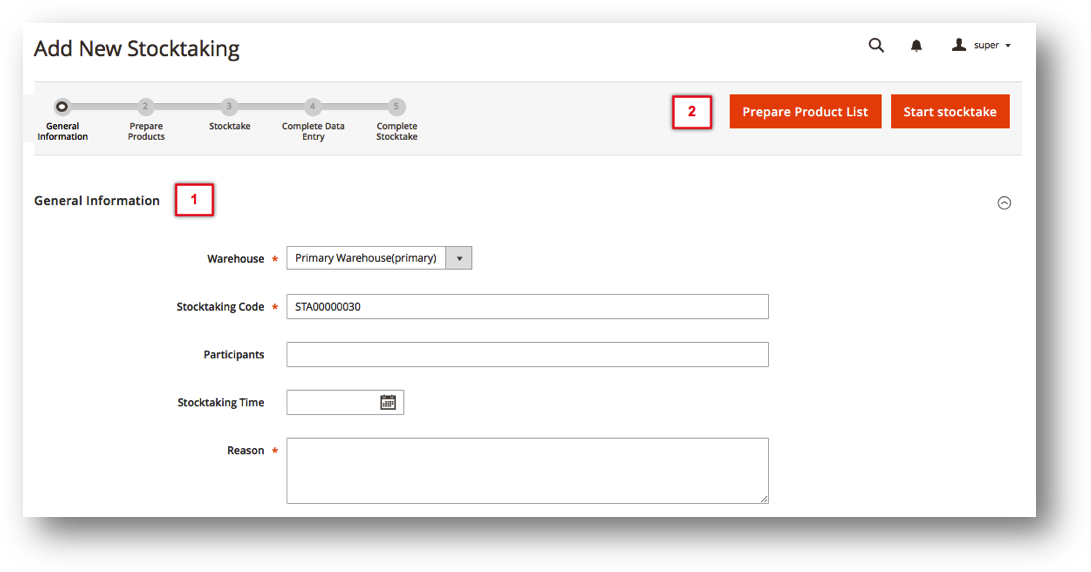 Add New Stocktaking
super
2
3
4
5
General Information
Prepare Products
Stocktake
Complete Data Entry
Complete Stocktake
2
Prepare Product List
Start stocktake
General Information
1
Warehouse *
Primary Warehouse(primary)
Stocktaking Code *
STA00000030
Participants
Stocktaking Time
Reason *